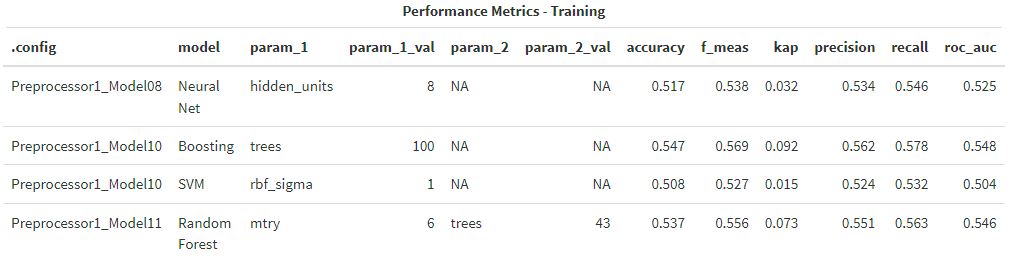 Performance Metrics - Training
.config model param_1 param_1_val param_2 param_2_val accuracy f_meas kap precision recall roc_auc
Preprocessor1_Model08 Neural Net hidden_units 8 NA NA 0.517 0.538 0.032 0.534 0.546 0.525
Preprocessor1_Model10 Boosting trees 100 NA NA 0.547 0.569 0.092 0.562 0.578 0.548
Preprocessor1_Model10 SVM rbf_sigma 1 NA NA 0.508 0.527 0.015 0.524 0.532 0.504
Preprocessor1_Model11 Random Forest mtry 6 trees 43 0.537 0.556 0.073 0.551 0.563 0.546